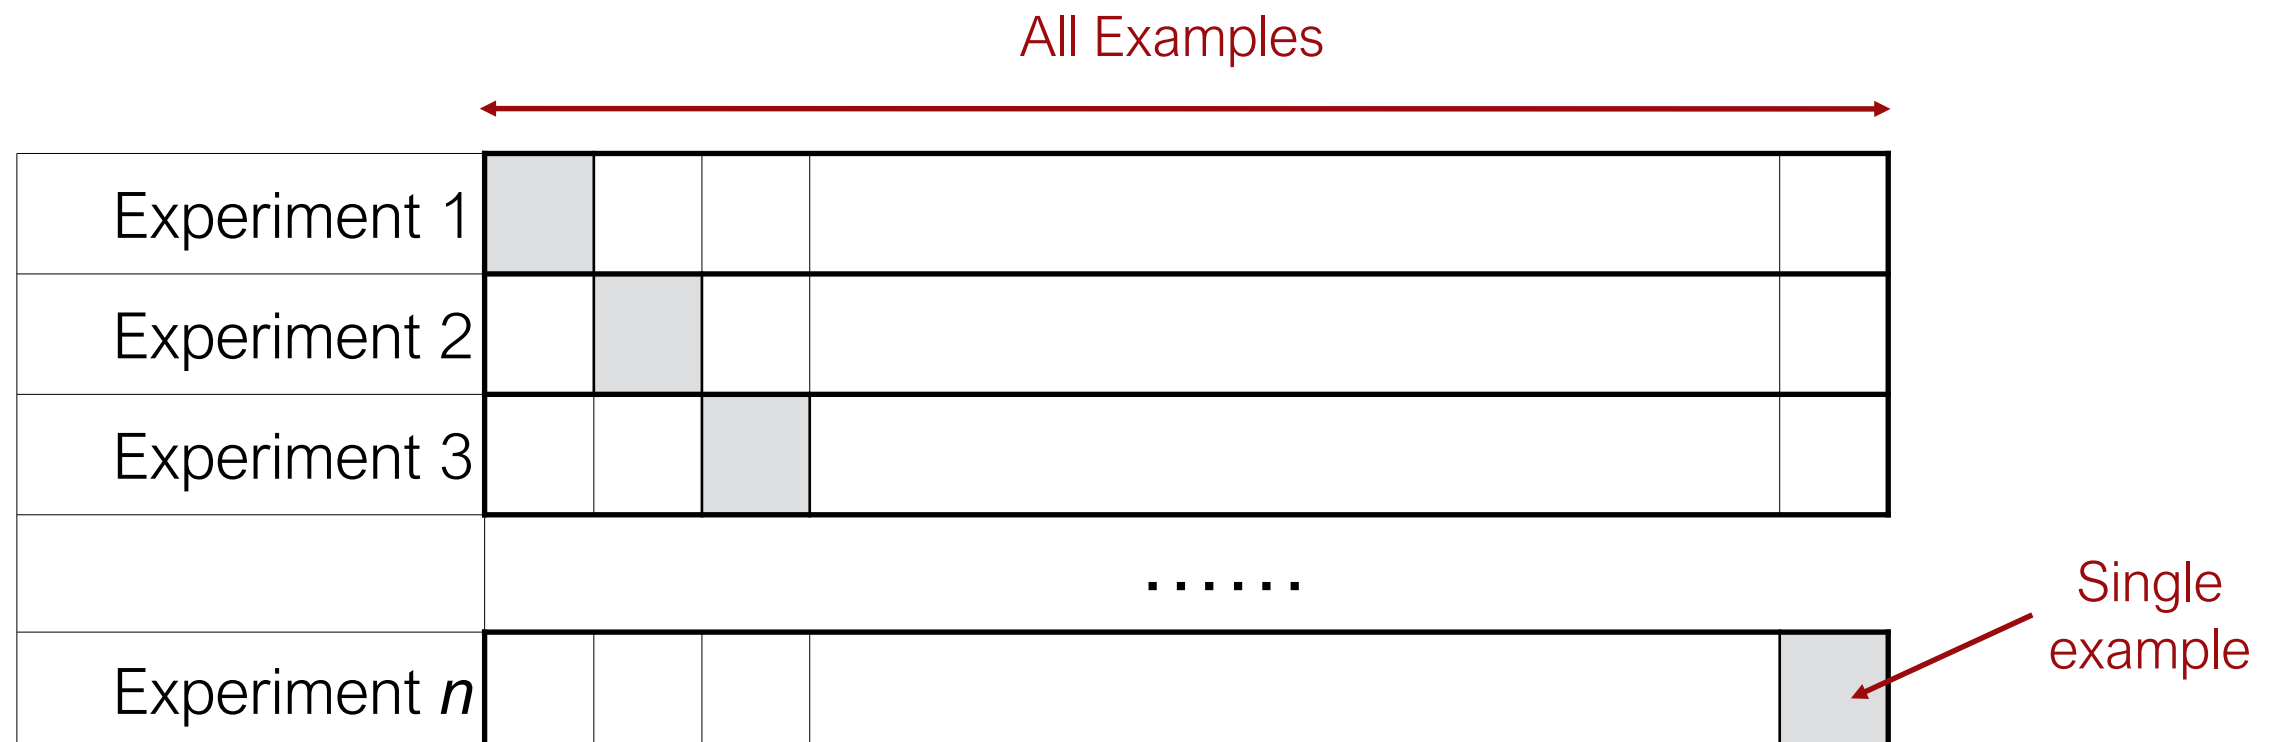 All Examples
Experiment 1
Experiment 2
Experiment 3
......
Single
example
Experiment n